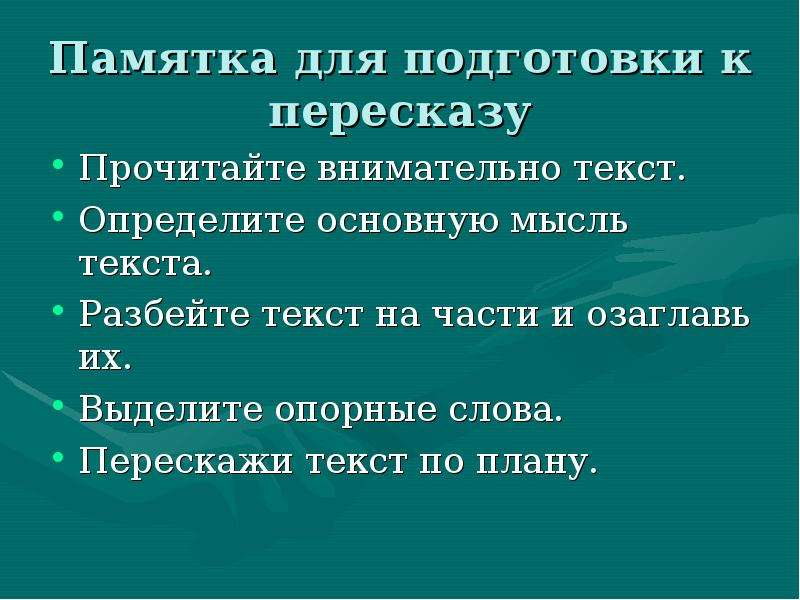 Памятка для подготовки к
пересказу
• Прочитайте внимательно текст.
• Определите основную мысль
текста.
• Разбейте текст на части и озаглавь
их.
• Выделите опорные слова.
• Перескажи текст по плану.